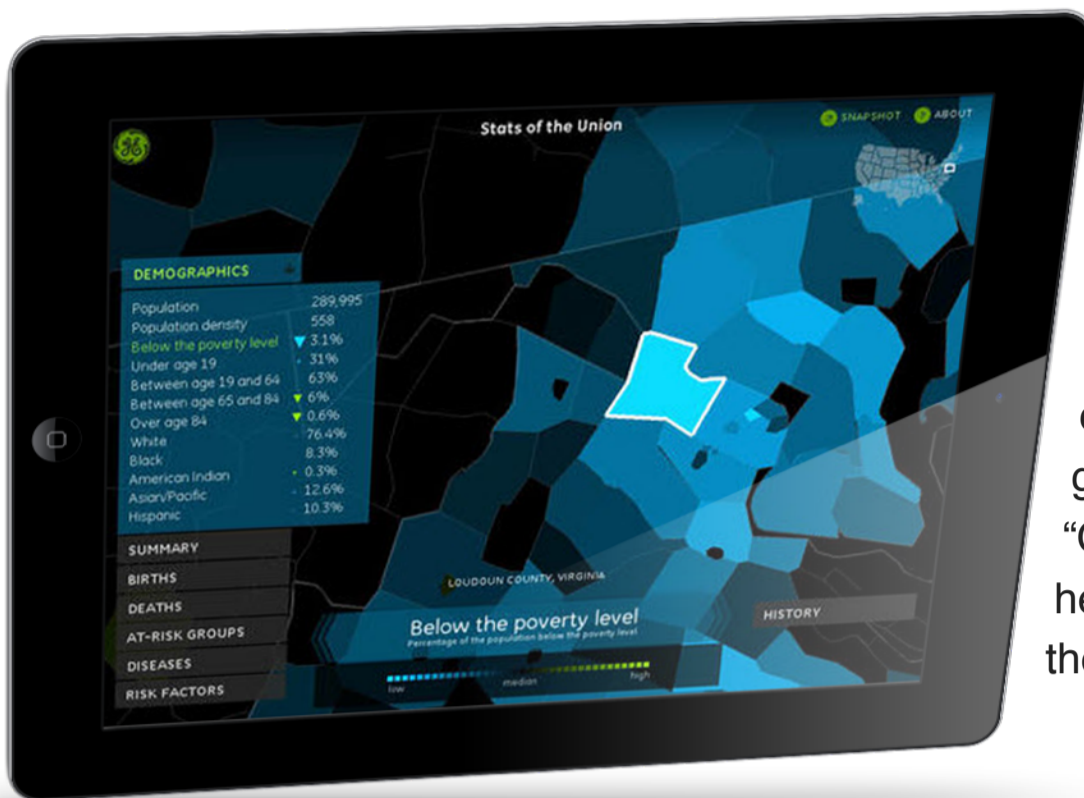 Stats of the Union
SNAPSHOT
ABOUT
DEMOGRAPHICS
Population 289,995
Population density 558
Below the poverty level 3.1%
Under age 19 31%
Between age 19 and 64 63%
Between age 65 and 84 6%
Over age 84 0.6%
White 76.4%
Black 8.3%
American Indian 0.3%
Asian/Pacific 12.6%
Hispanic 10.3%
SUMMARY
BIRTHS
DEATHS
AT-RISK GROUPS
DISEASES
RISK FACTORS
LOUDOUN COUNTY, VIRGINIA
Below the poverty level
Percentage of the population below the poverty level
low median high
HISTORY